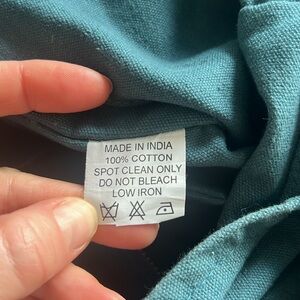 MADE IN INDIA
100% COTTON
SPOT CLEAN ONLY
DO NOT BLEACH
LOW IRON